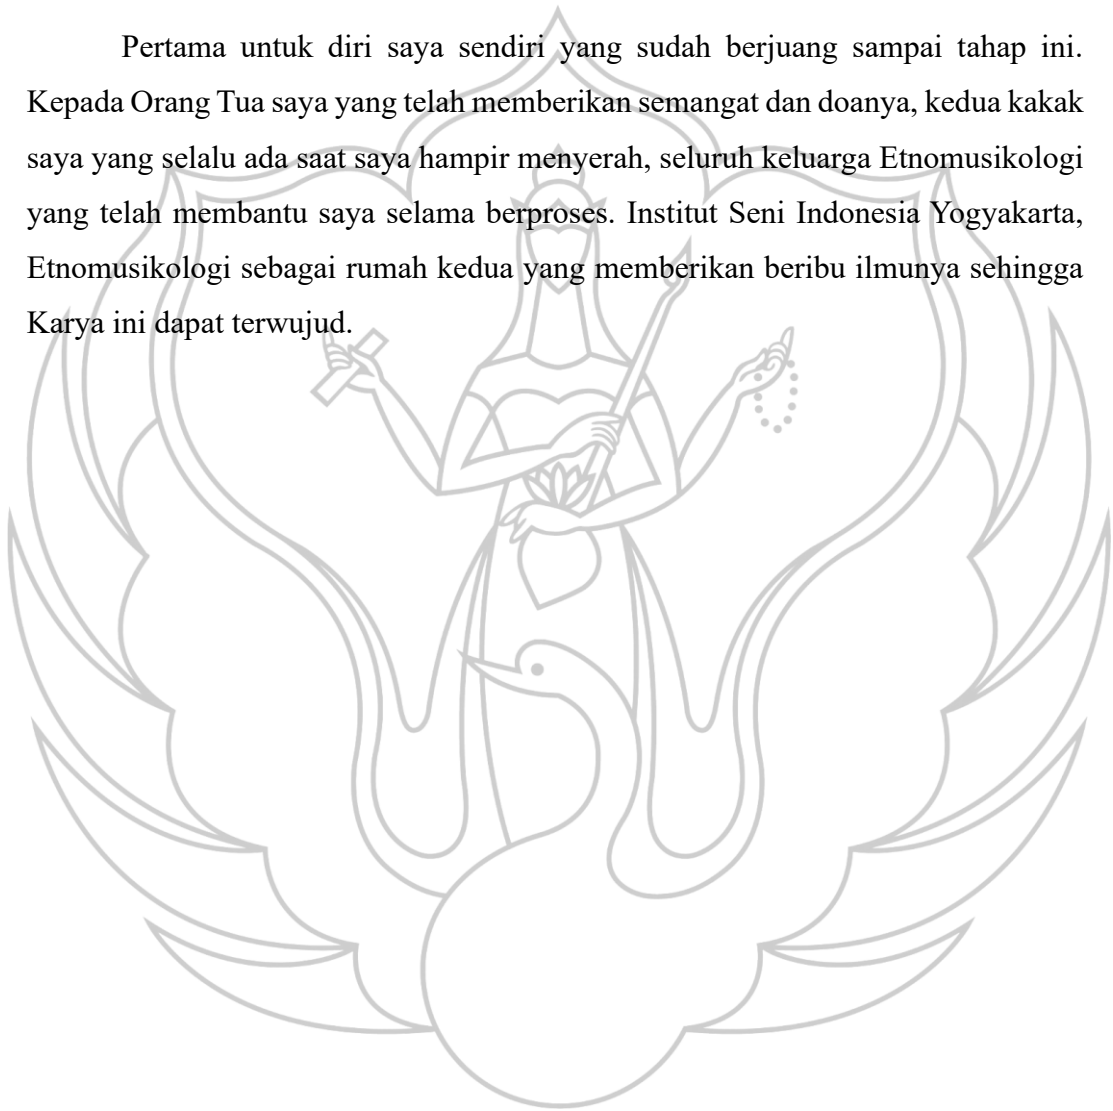 Pertama untuk diri saya sendiri yang sudah berjuang sampai tahap ini.
Kepada Orang Tua saya yang telah memberikan semangat dan doanya, kedua kakak
saya yang selalu ada saat saya hampir menyerah, seluruh keluarga Etnomusikologi
yang telah membantu saya selama berproses. Institut Seni Indonesia Yogyakarta,
Etnomusikologi sebagai rumah kedua yang memberikan beribu ilmunya sehingga
Karya ini dapat terwujud.